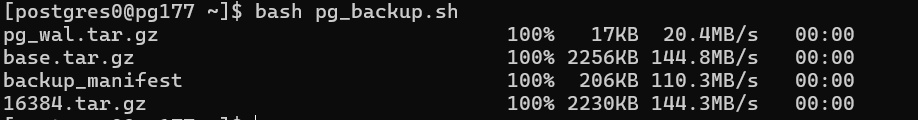 [postgres0@pg177 ~]$ bash pg_backup.sh
pg_wal.tar.gz 100% 17KB 20.4MB/s 00:00
base.tar.gz 100% 2256KB 144.8MB/s 00:00
backup_manifest 100% 206KB 110.3MB/s 00:00
16384.tar.gz 100% 2230KB 144.3MB/s 00:00
[postgres0@pg177 ~]$